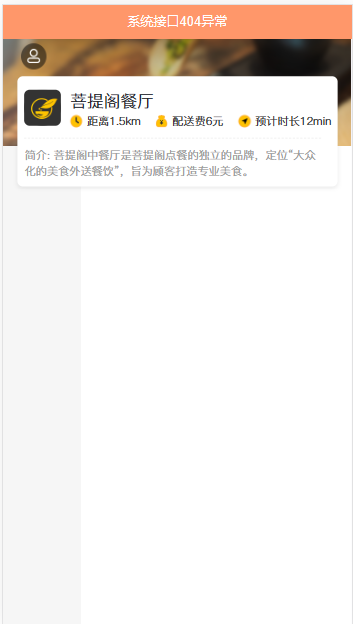 系统接口404异常
菩提阁餐厅
距离1.5km 配送费6元 预计时长12min
简介: 菩提阁中餐厅是菩提阁点餐的独立的品牌，定位“大众
化的美食外送餐饮”，旨为顾客打造专业美食。